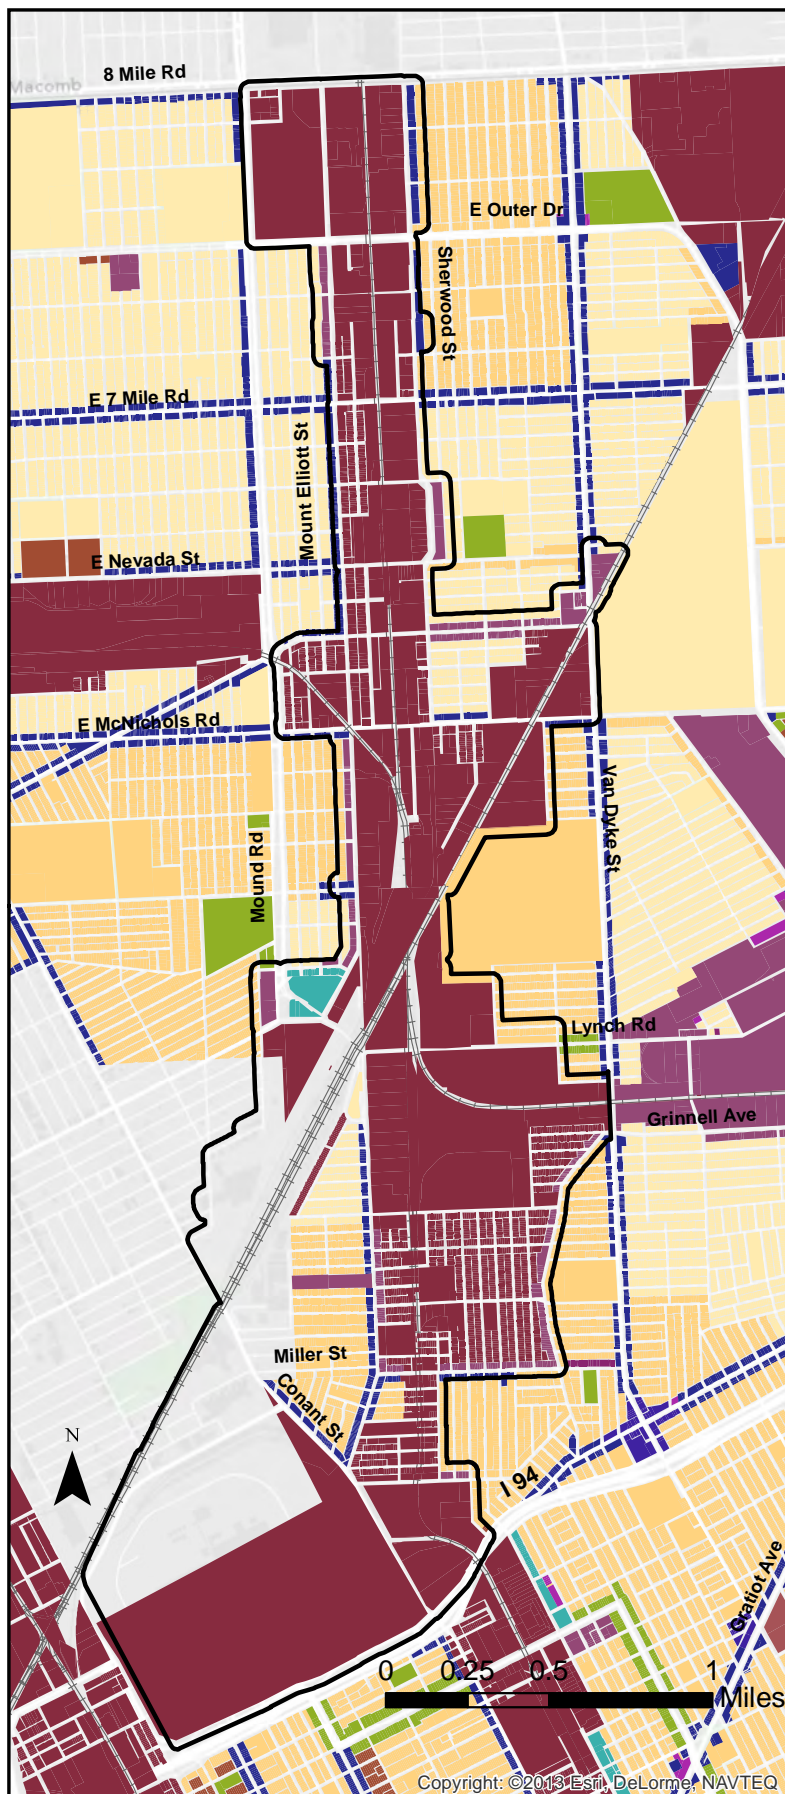 8 Mile Rd
Macomb
E Outer Dr
Sherwood St
E 7 Mile Rd
Mount Elliott St
E Nevada St
E McNichols Rd
Van Dyke St
Mound Rd
Lynch Rd
Grinnell Ave
Miller St
Conant St
N
I 94
Gratiot Ave
0 0.25 0.5 1
Miles
Copyright: ©2013 Esri, DeLorme, NAVTEQ